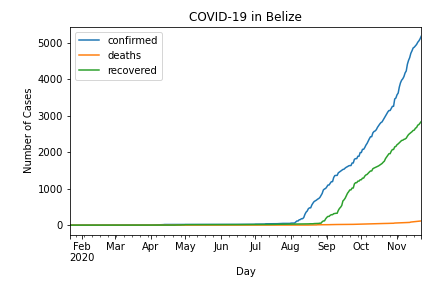 COVID-19 in Belize
confirmed
deaths
recovered
Number of Cases
5000
4000
3000
2000
1000
0
Feb Mar Apr May Jun Jul Aug Sep Oct Nov
2020
Day